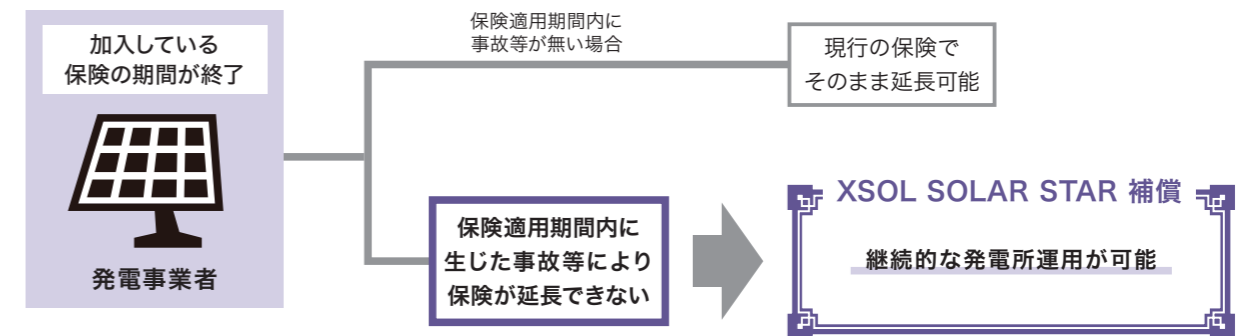 加入している
保険の期間が終了
発電事業者
保険適用期間内に
事故等が無い場合
現行の保険で
そのまま延長可能
保険適用期間内に
生じた事故等により
保険が延長できない
XSOL SOLAR STAR 補償
継続的な発電所運用が可能